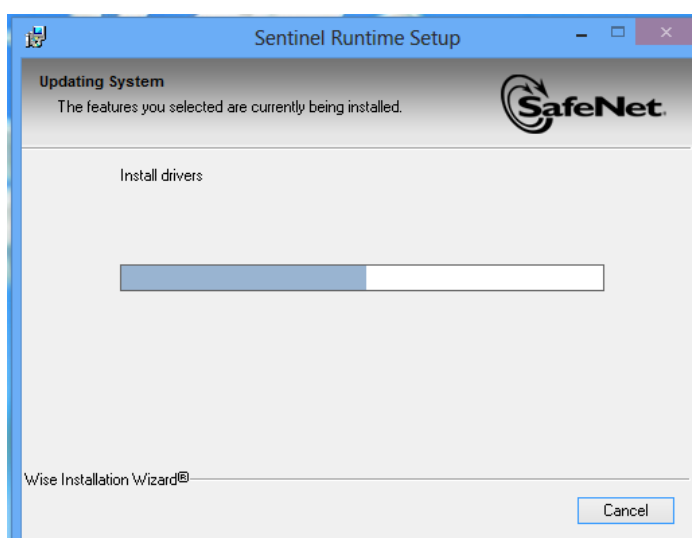 Sentinel Runtime Setup
Updating System
The features you selected are currently being installed.
SafeNet.
Install drivers
Wise Installation Wizard®
Cancel